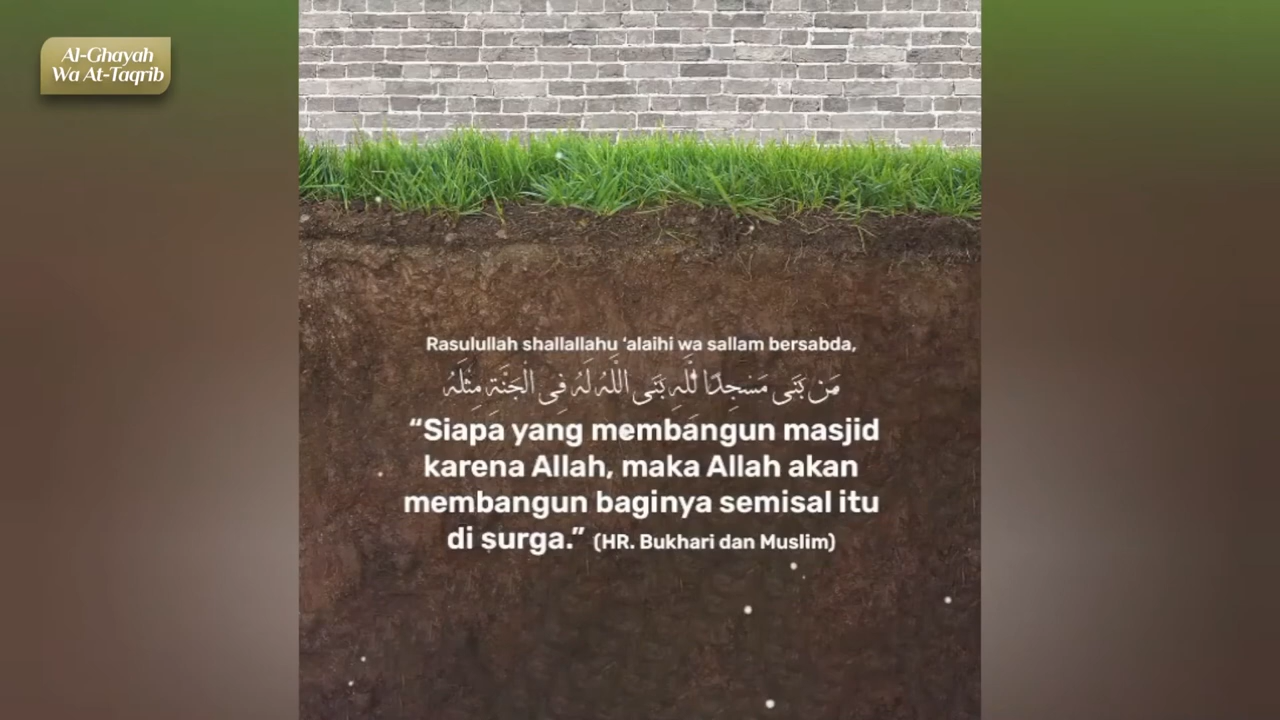 Al-Ghayah
Wa At-Taqrib
Rasulullah shallallahu ‘alaihi wa sallam bersabda,
مَن بَنَى مَسْجِدًا لِلَّهِ بَنَى اللَّهُ لَهُ فِى الْجَنَّةِ مِثْلَهُ
“Siapa yang membangun masjid
karena Allah, maka Allah akan
membangun baginya semisal itu
di surga.” (HR. Bukhari dan Muslim)